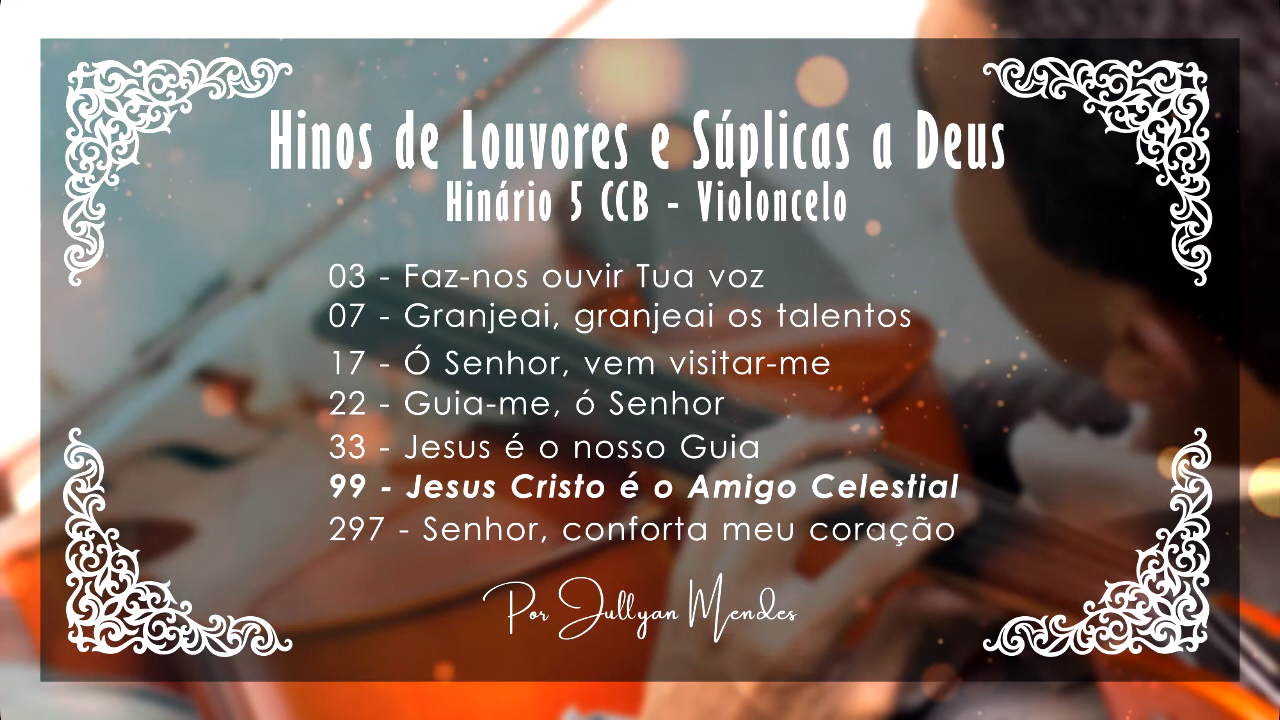 Hinos de Louvores e Súplicas a Deus
Hinário 5 CCB - Violoncelo
03 - Faz-nos ouvir Tua voz
07 - Granjeai, granjeai os talentos
17 - Ó Senhor, vem visitar-me
22 - Guia-me, ó Senhor
33 - Jesus é o nosso Guia
99 - Jesus Cristo é o Amigo Celestial
297 - Senhor, conforta meu coração
Por Jullyan Mendes